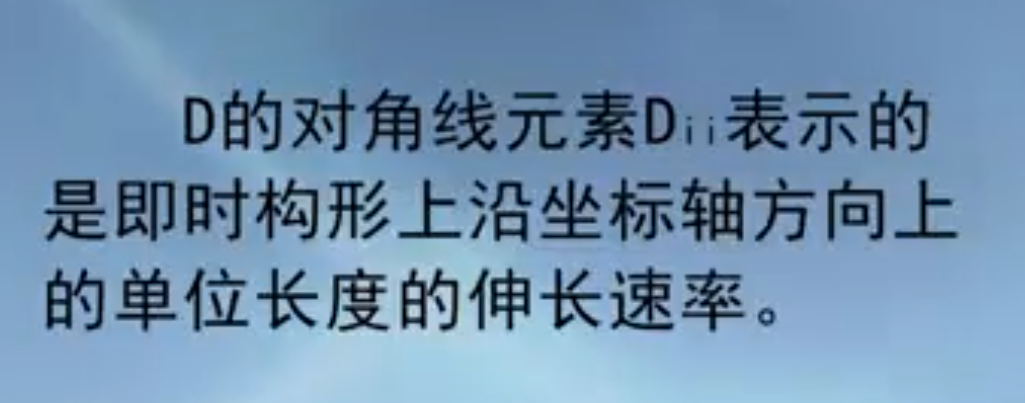 D的对角线元素Dii表示的
是即时构形上沿坐标轴方向上
的单位长度的伸长速率。